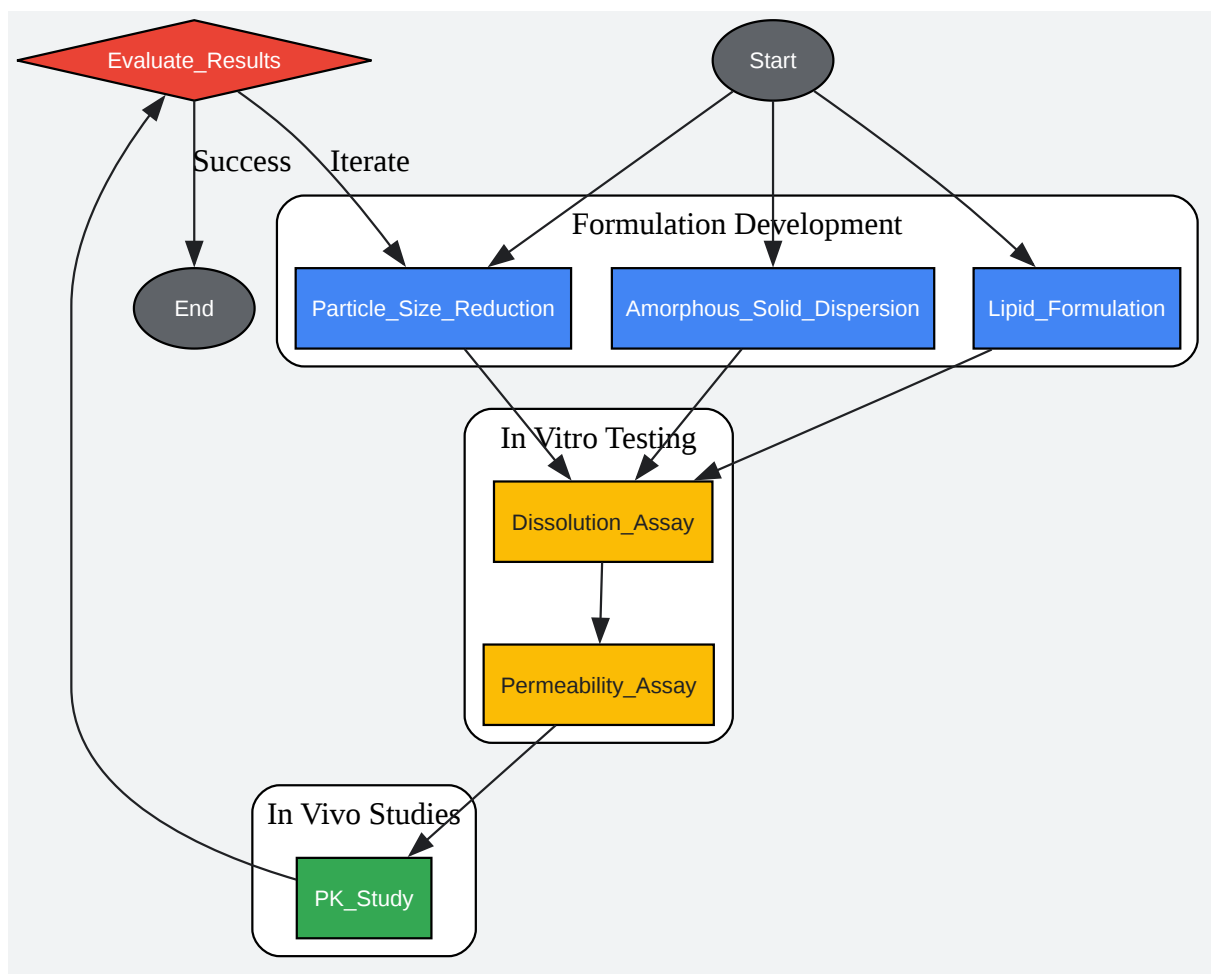 Evaluate_Results
Start
Success
Iterate
Formulation Development
End
Particle_Size_Reduction
Amorphous_Solid_Dispersion
Lipid_Formulation
In Vitro Testing
Dissolution_Assay
Permeability_Assay
In Vivo Studies
PK_Study